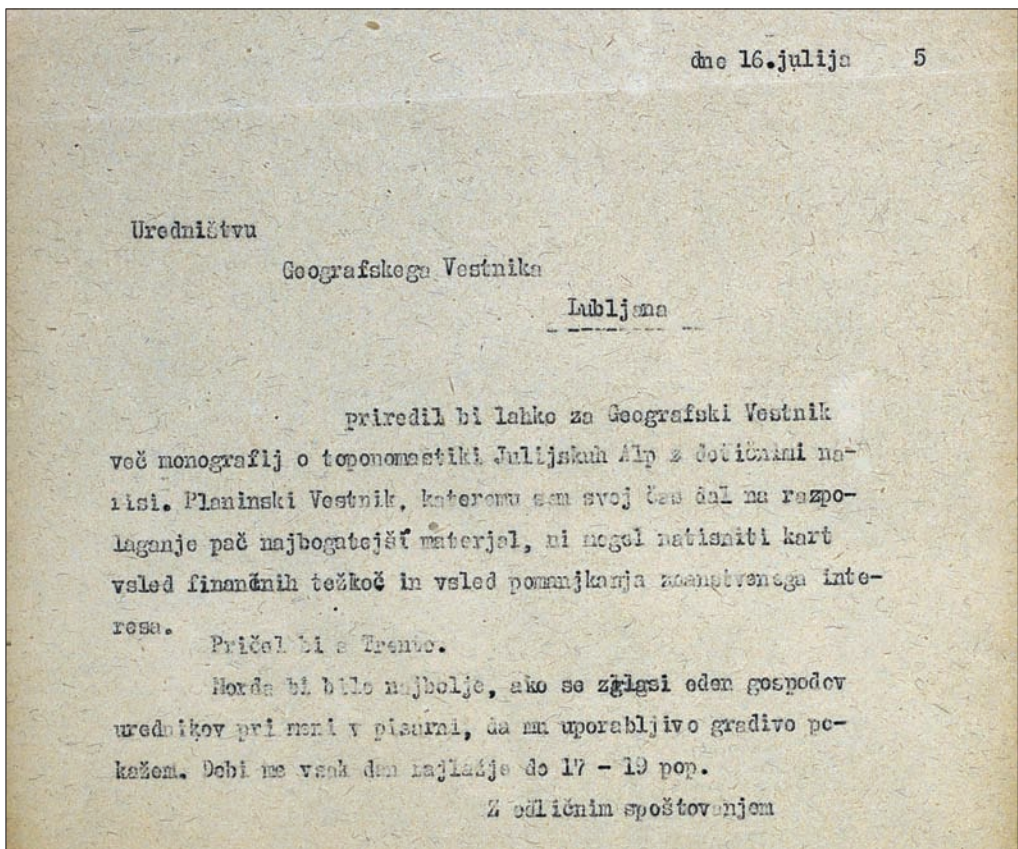 dne 16.julija 5
Uredništvu
Geografskega Vestnika
Lubljana
priredil bi lahko za Geografski Vestnik
več monografij o toponomastiki Julijskuh Alp z dotičnimi na-
risi. Planinski Vestnik, kateremu sem svoj čas dal na razpo-
laganje pač najbogatejši materjal, ni mogel natisniti kart
vsled finančnih težkoč in vsled pomanjkanja znanstvenega inte-
resa.
Pričel bi s Trento.
Morda bi bilo najbolje, ako se zglasi eden gospodov
urednikov pri meni v pisarni, da mu uporabljivo gradivo po-
kažem. Dobi me vsak dan najlažje do 17 - 19 pop.
Z odličnim spoštovanjem